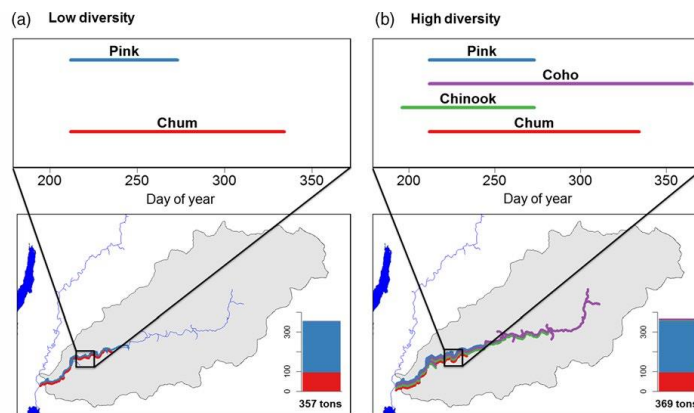 (a) Low diversity
Pink
Chum
200 250 300 350
Day of year
300
100
0
357 tons
(b) High diversity
Pink
Coho
Chinook
Chum
200 250 300 350
Day of year
300
100
0
369 tons